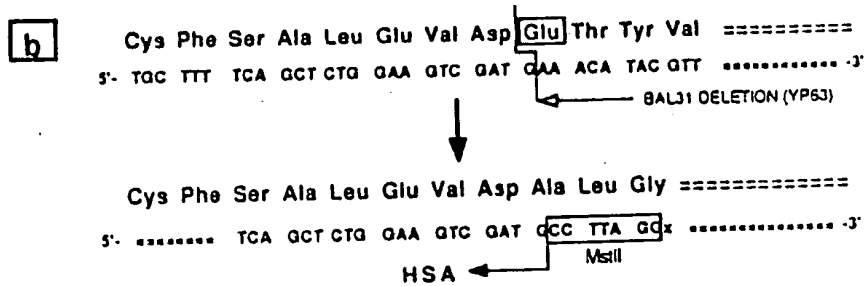 b
Cys Phe Ser Ala Leu Glu Val Asp Glu Thr Tyr Val ==========
5'- TGC TTT TCA GCT CTG GAA GTC GAT GAA ACA TAC GTT ............ -3'
BAL31 DELETION (YP63)
Cys Phe Ser Ala Leu Glu Val Asp Ala Leu Gly =============
5'- ........ TCA GCT CTG GAA GTC GAT GCC TTA GGx ................ -3'
MstII
HSA